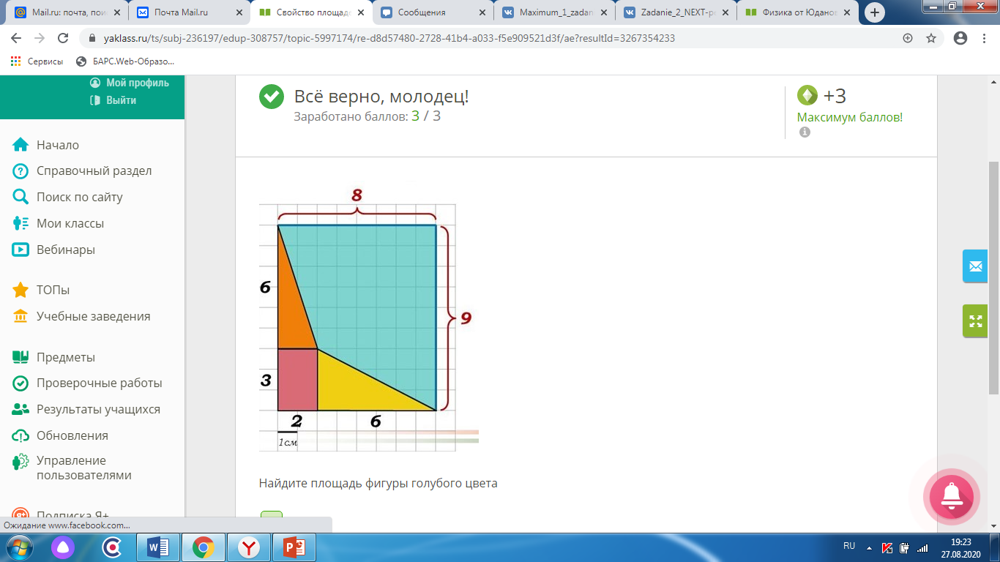 Mail.ru: почта, пои
Почта Mail.ru
Свойство площаде
Сообщения
Maximum_1_zadan
Zadanie_2_NEXT-р
Физика от Юданов
yaklass.ru/ts/subj-236197/edup-308757/topic-5997174/re-d8d57480-2728-41b4-a033-f5e909521d3f/ae?resultId=3267354233
Сервисы
БАРС.Web-Образо...
Мой профиль
Выйти
Начало
Справочный раздел
Поиск по сайту
Мои классы
Вебинары
ТОПы
Учебные заведения
Предметы
Проверочные работы
Результаты учащихся
Обновления
Управление
пользователями
Подписка Я+
Всё верно, молодец!
Заработано баллов: 3 / 3
+3
Максимум баллов!
8
6
9
3
2
6
1см
Найдите площадь фигуры голубого цвета
Ожидание www.facebook.com...
RU
19:23
27.08.2020